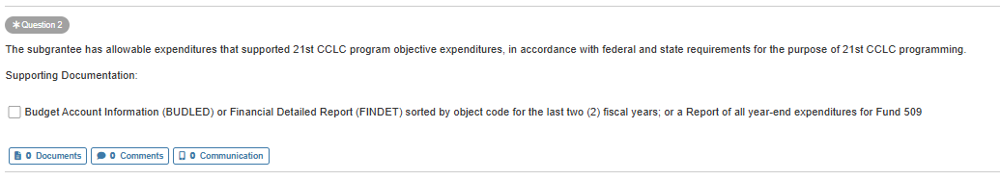 *Question 2
The subgrantee has allowable expenditures that supported 21st CCLC program objective expenditures, in accordance with federal and state requirements for the purpose of 21st CCLC programming.
Supporting Documentation:
Budget Account Information (BUDLED) or Financial Detailed Report (FINDET) sorted by object code for the last two (2) fiscal years; or a Report of all year-end expenditures for Fund 509
0 Documents 0 Comments 0 Communication